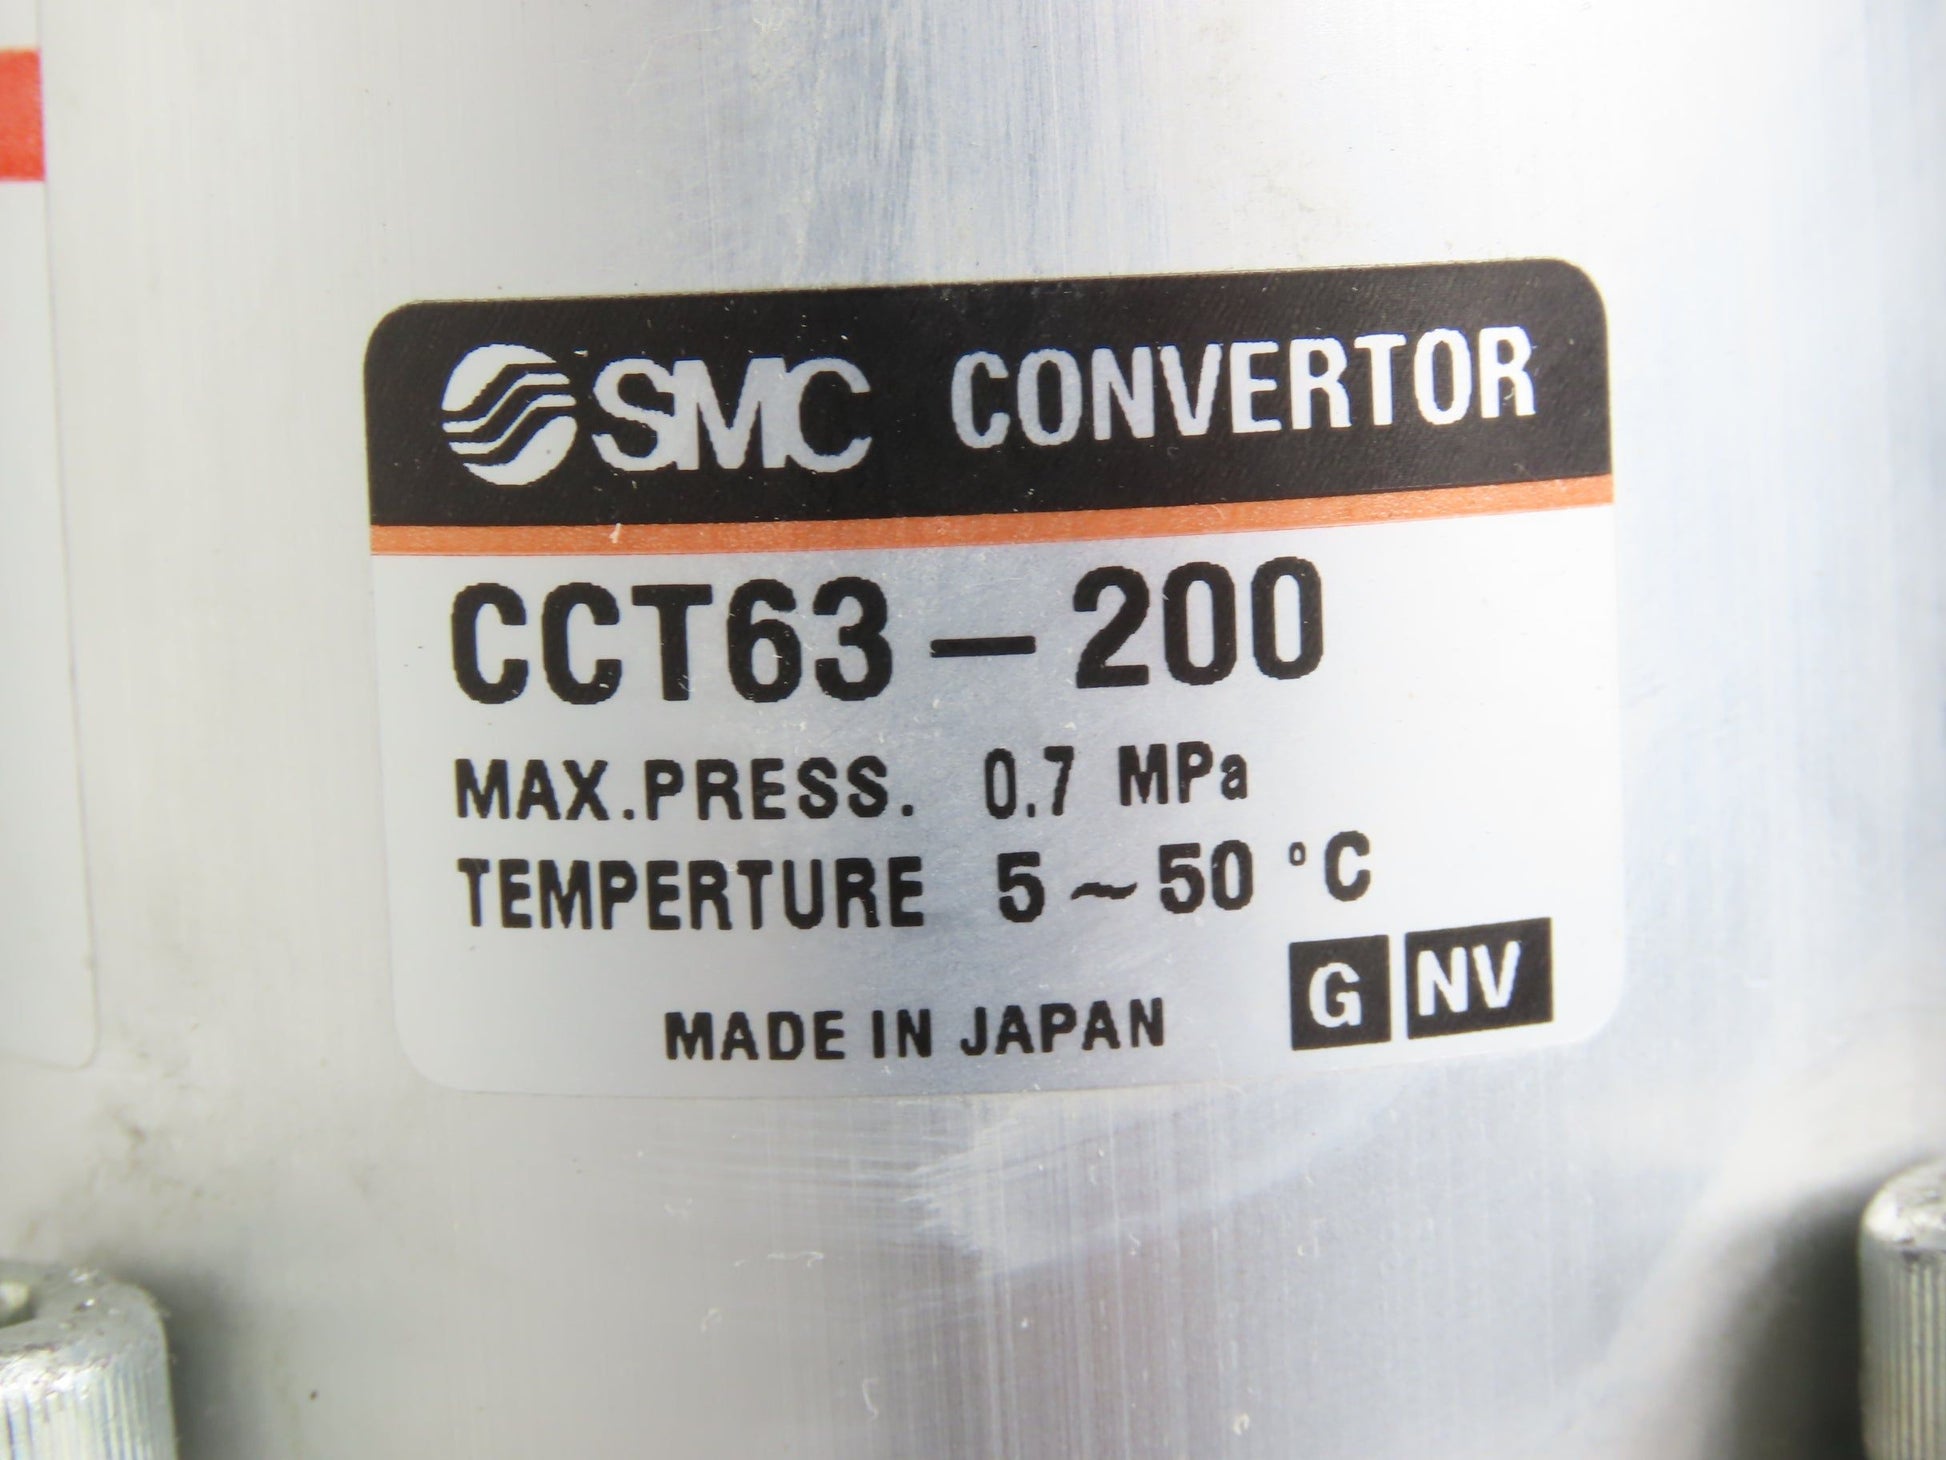 SMC CONVERTOR
CCT63-200
MAX.PRESS. 0.7 MPa
TEMPERTURE 5~50 °C
MADE IN JAPAN G NV